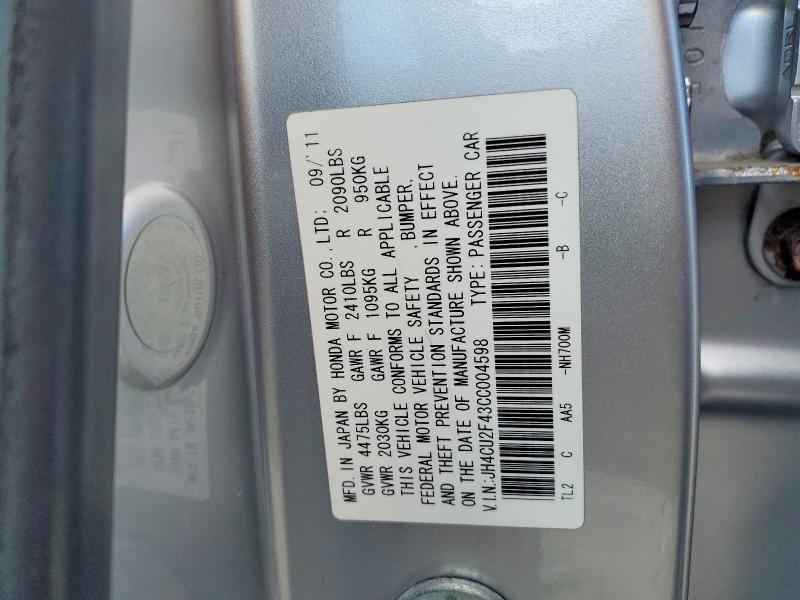 MFD. IN JAPAN BY HONDA MOTOR CO., LTD; 09/'11
GVWR 4475LBS GAWR F 2410LBS R 2090LBS
GVWR 2030KG GAWR F 1095KG R 950KG
THIS VEHICLE CONFORMS TO ALL APPLICABLE
FEDERAL MOTOR VEHICLE SAFETY , BUMPER,
AND THEFT PREVENTION STANDARDS IN EFFECT
ON THE DATE OF MANUFACTURE SHOWN ABOVE.
V.I.N.:JH4CU2F43CC004598 TYPE: PASSENGER CAR
TL2 C AA5 -NH700M -B -C